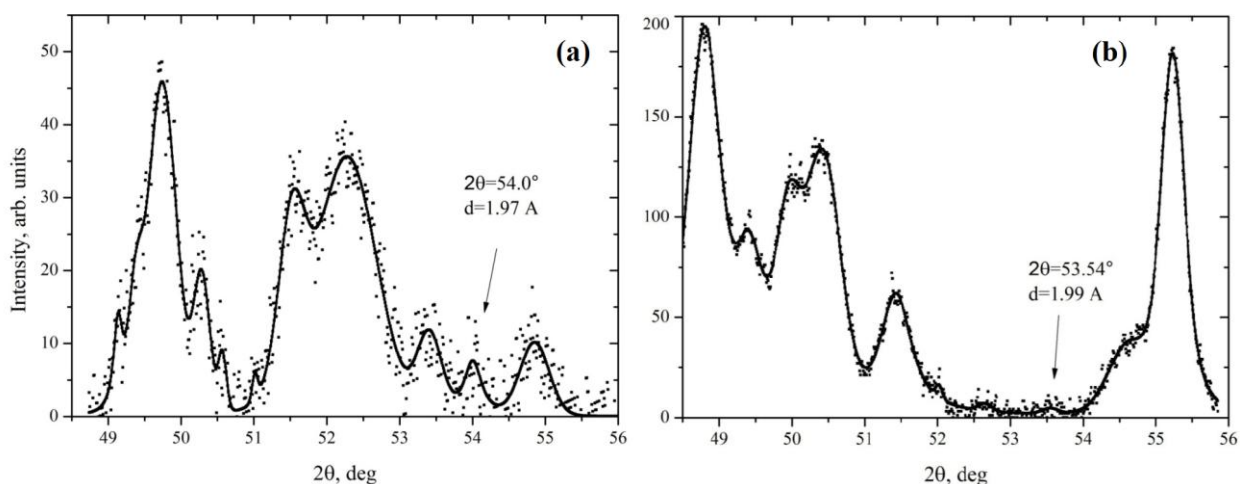 (a)
50
40
30
20
10
0
Intensity, arb. units
2θ=54.0°
d=1.97 A
49 50 51 52 53 54 55 56
2θ, deg
(b)
200
150
100
50
0
2θ=53.54°
d=1.99 A
49 50 51 52 53 54 55 56
2θ, deg